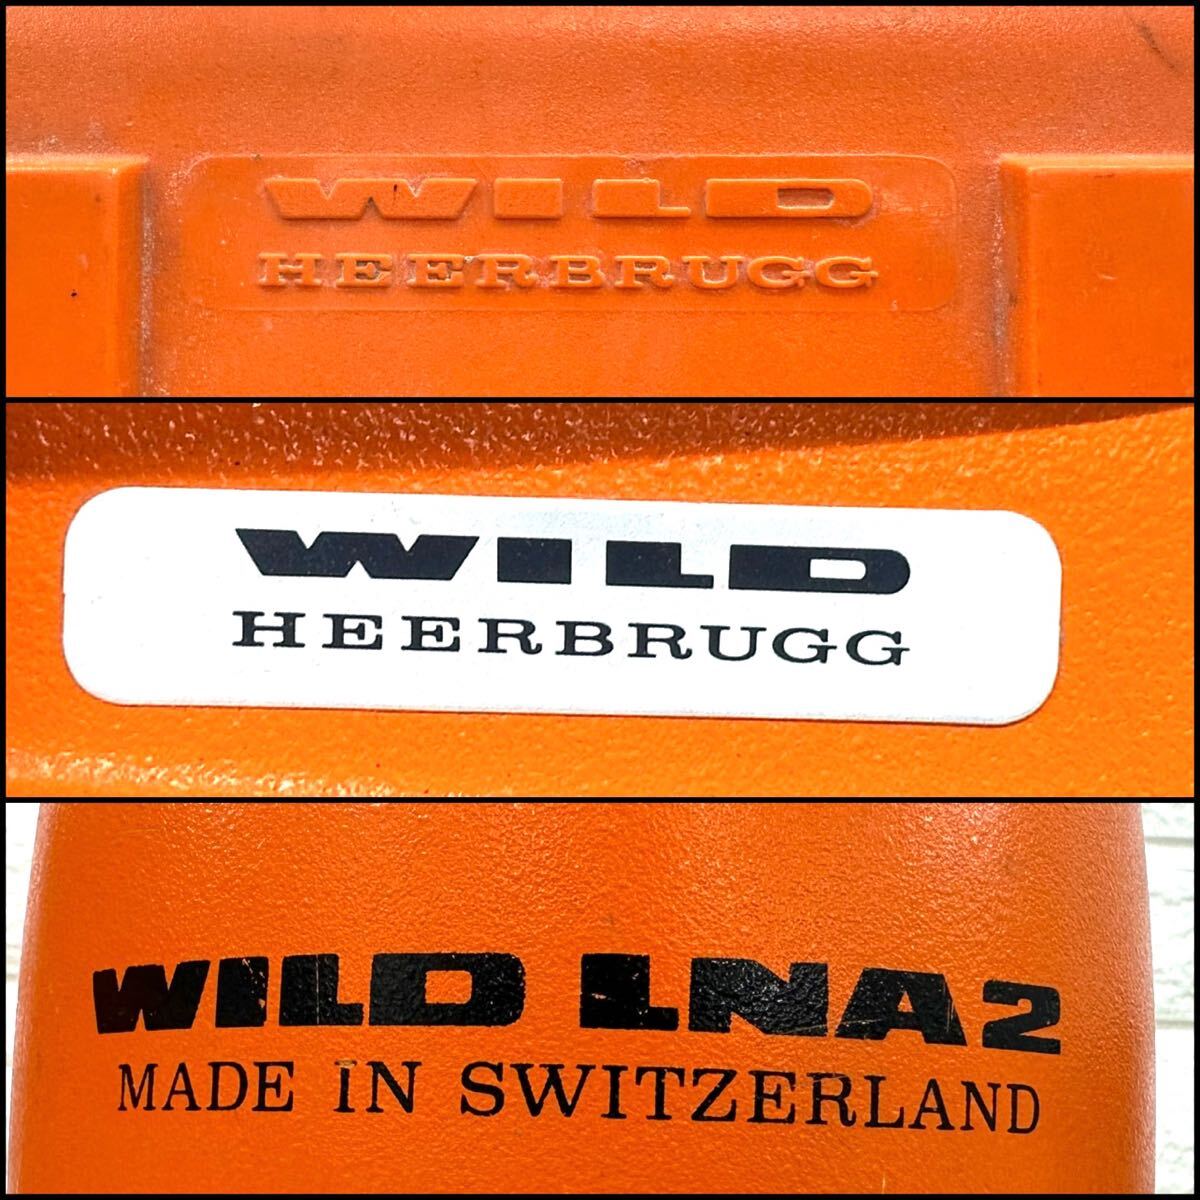 WILD
HEERBRUGG
WILD
HEERBRUGG
WILD LNA2
MADE IN SWITZERLAND